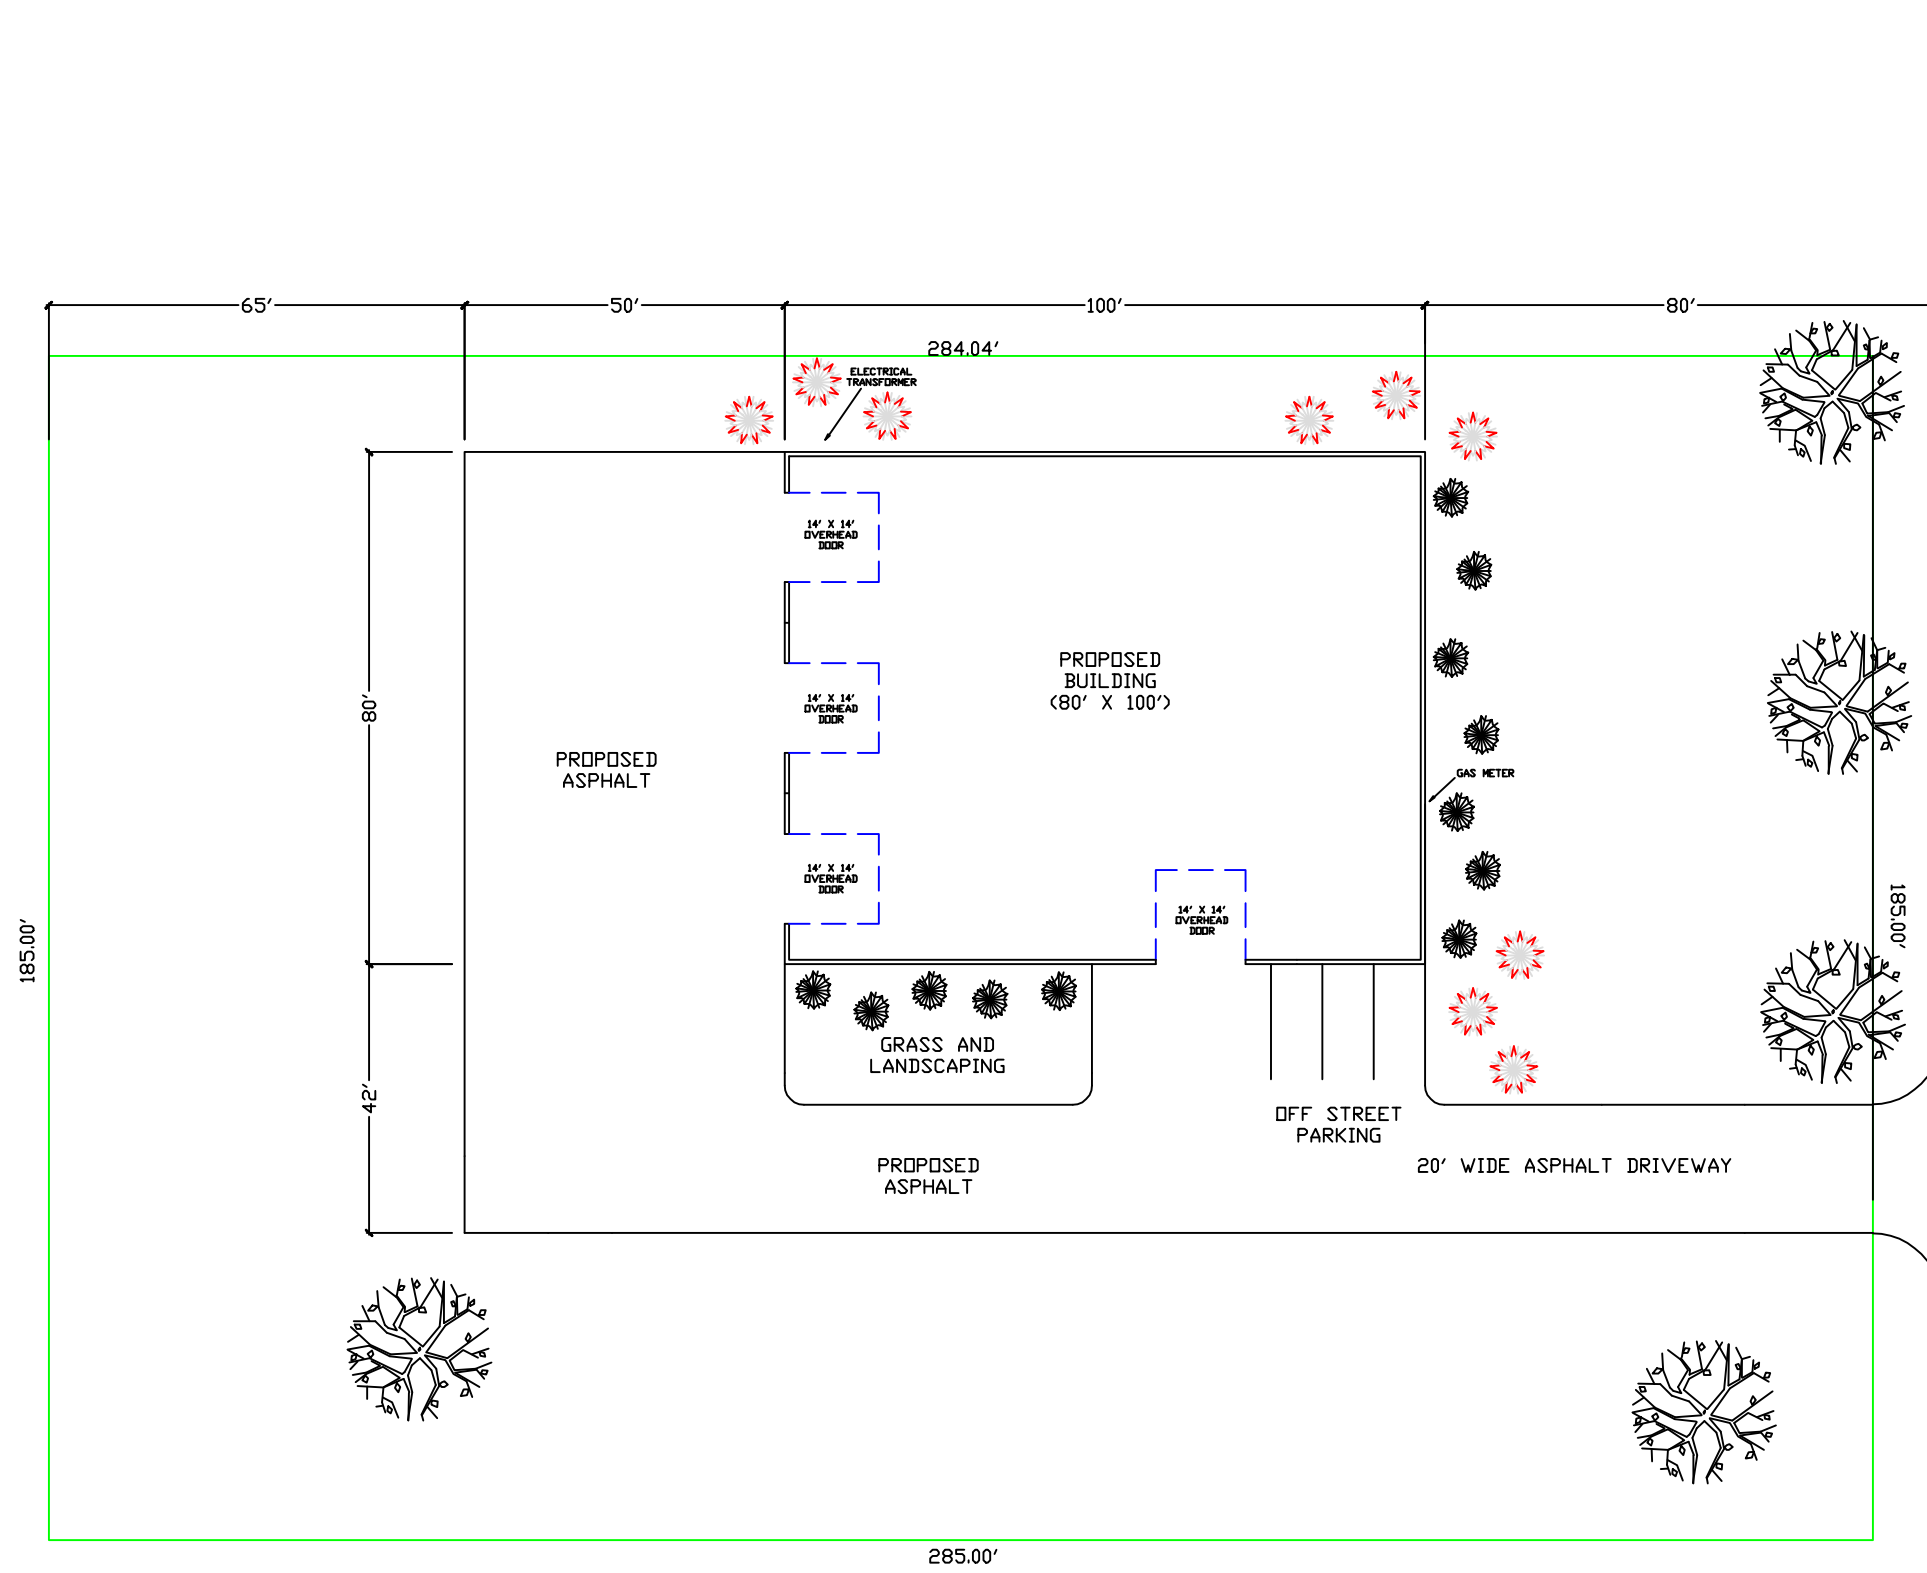 65' 50' 100' 80'
284.04'
ELECTRICAL
TRANSFORMER
14' X 14'
OVERHEAD
DOOR
PROPOSED
BUILDING
(80' X 100')
80'
14' X 14'
OVERHEAD
DOOR
PROPOSED
ASPHALT
GAS METER
14' X 14'
OVERHEAD
DOOR
14' X 14'
OVERHEAD
DOOR
185.00'
185.00'
GRASS AND
LANDSCAPING
42'
OFF STREET
PARKING
PROPOSED
ASPHALT
20' WIDE ASPHALT DRIVEWAY
285.00'